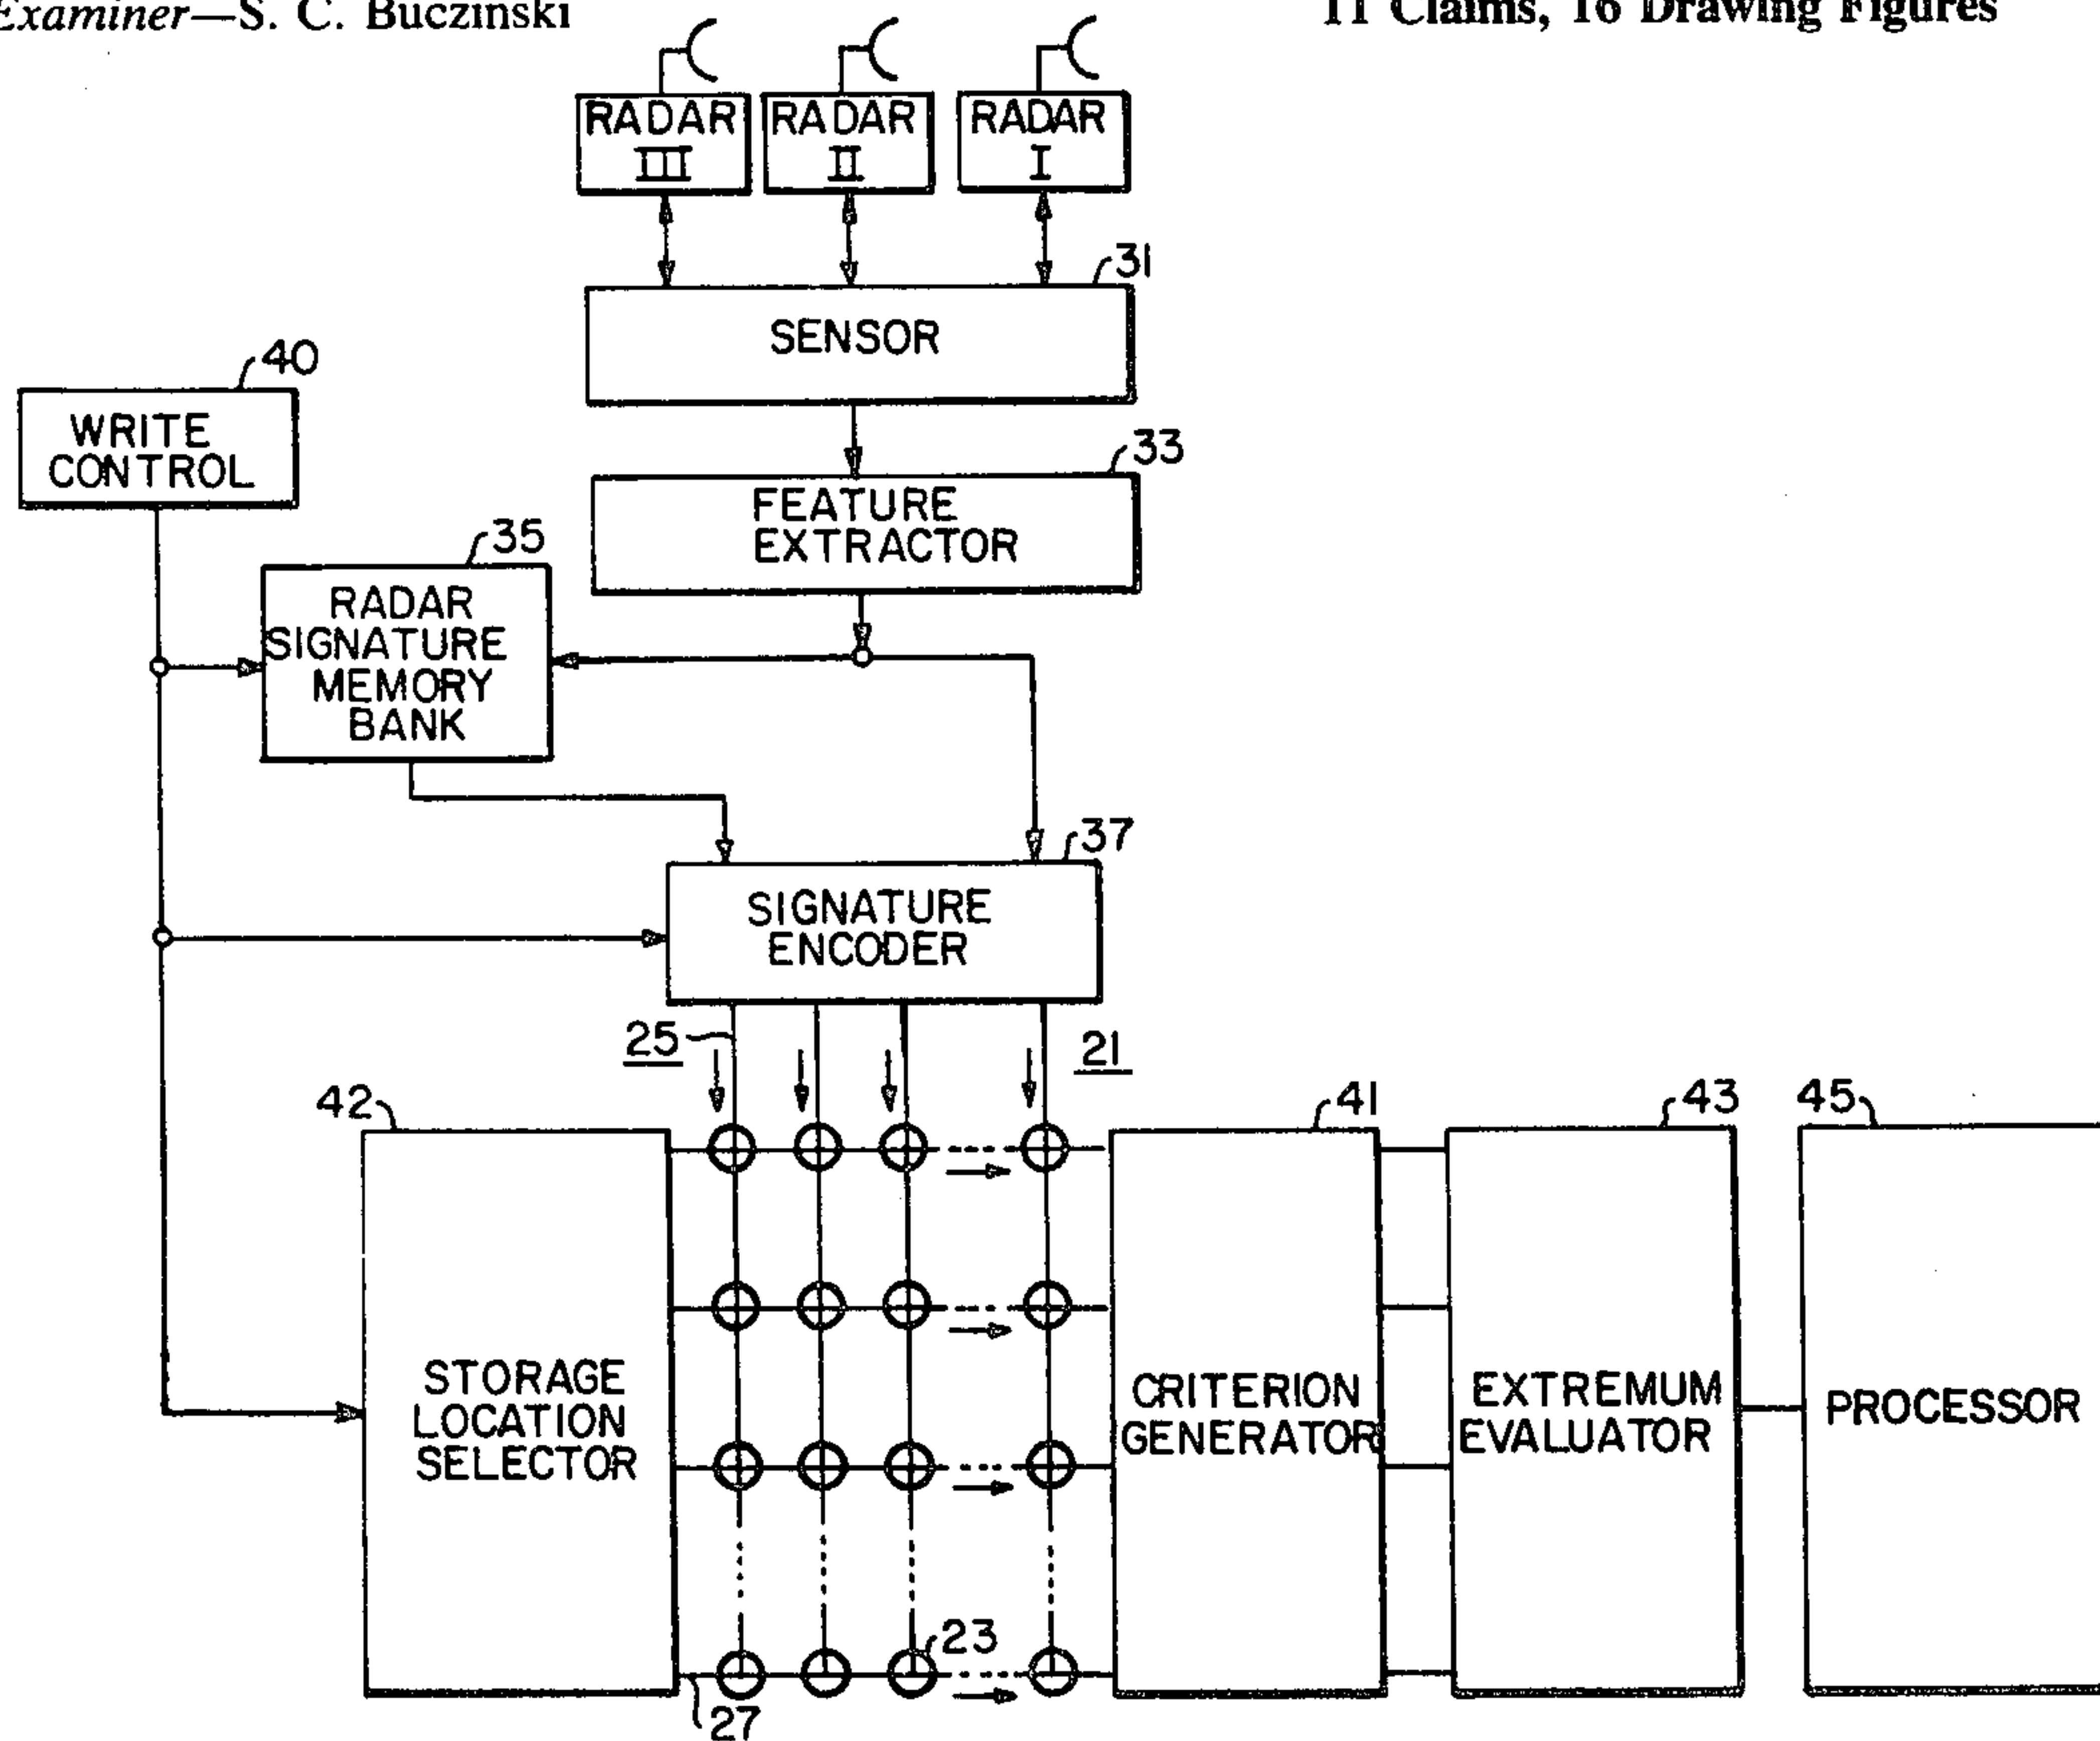 Examiner—S. C. Buczinski
11 Claims, 16 Drawing Figures
RADAR
III
RADAR
II
RADAR
I
31
SENSOR
40
WRITE
CONTROL
33
FEATURE
EXTRACTOR
35
RADAR
SIGNATURE
MEMORY
BANK
37
SIGNATURE
ENCODER
25
21
42
41
43
45
STORAGE
LOCATION
SELECTOR
CRITERION
GENERATOR
EXTREMUM
EVALUATOR
PROCESSOR
23
27